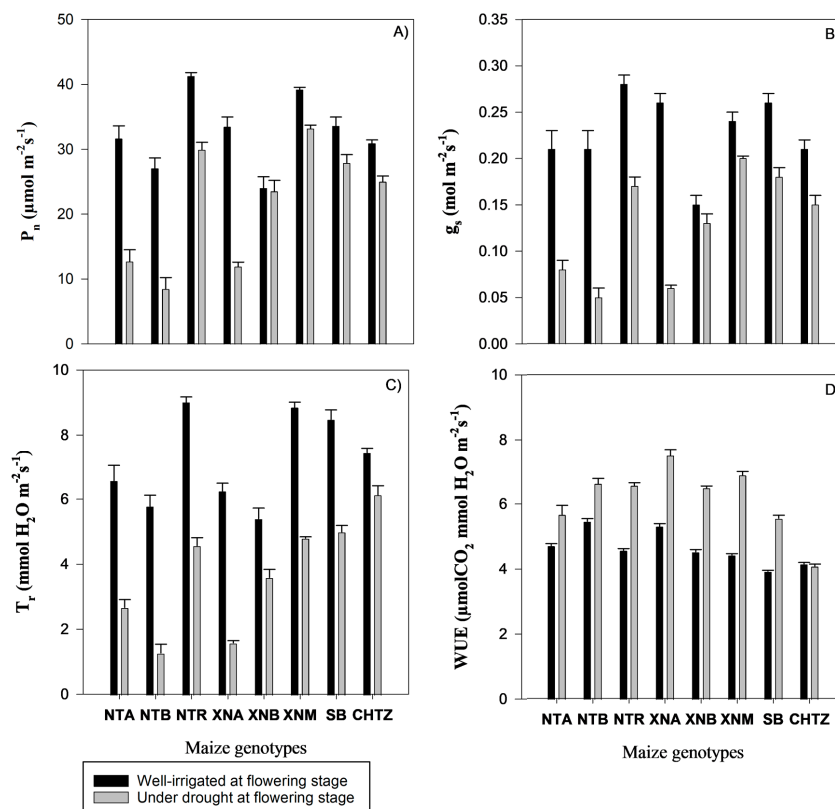 A)
50
40
30
20
10
0
Pₙ (µmol m⁻²s⁻¹)
B
0.35
0.30
0.25
0.20
0.15
0.10
0.05
0.00
gₛ (mol m⁻²s⁻¹)
C)
10
8
6
4
2
0
Tᵣ (mmol H₂O m⁻²s⁻¹)
NTA NTB NTR XNA XNB XNM SB CHTZ
Maize genotypes
D
10
8
6
4
2
0
WUE (µmolCO₂ mmol H₂O m⁻²s⁻¹)
NTA NTB NTR XNA XNB XNM SB CHTZ
Maize genotypes
Well-irrigated at flowering stage
Under drought at flowering stage